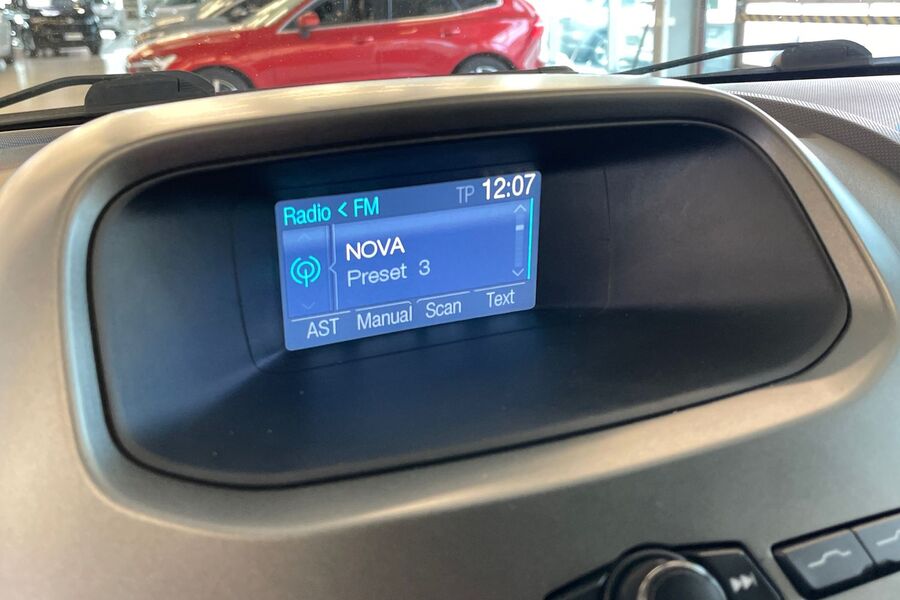 Radio < FM TP 12:07
NOVA
Preset 3
AST Manual Scan Text